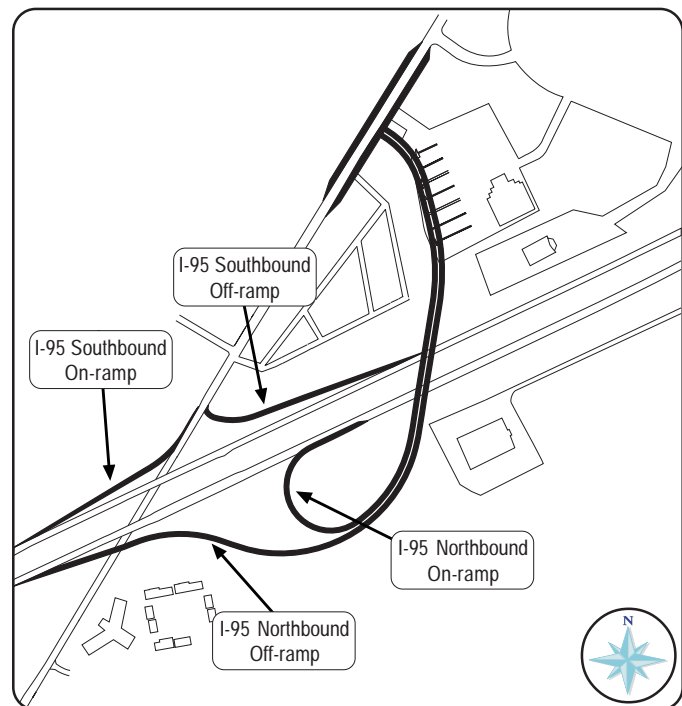 I-95 Southbound
Off-ramp
I-95 Southbound
On-ramp
I-95 Northbound
On-ramp
I-95 Northbound
Off-ramp
N